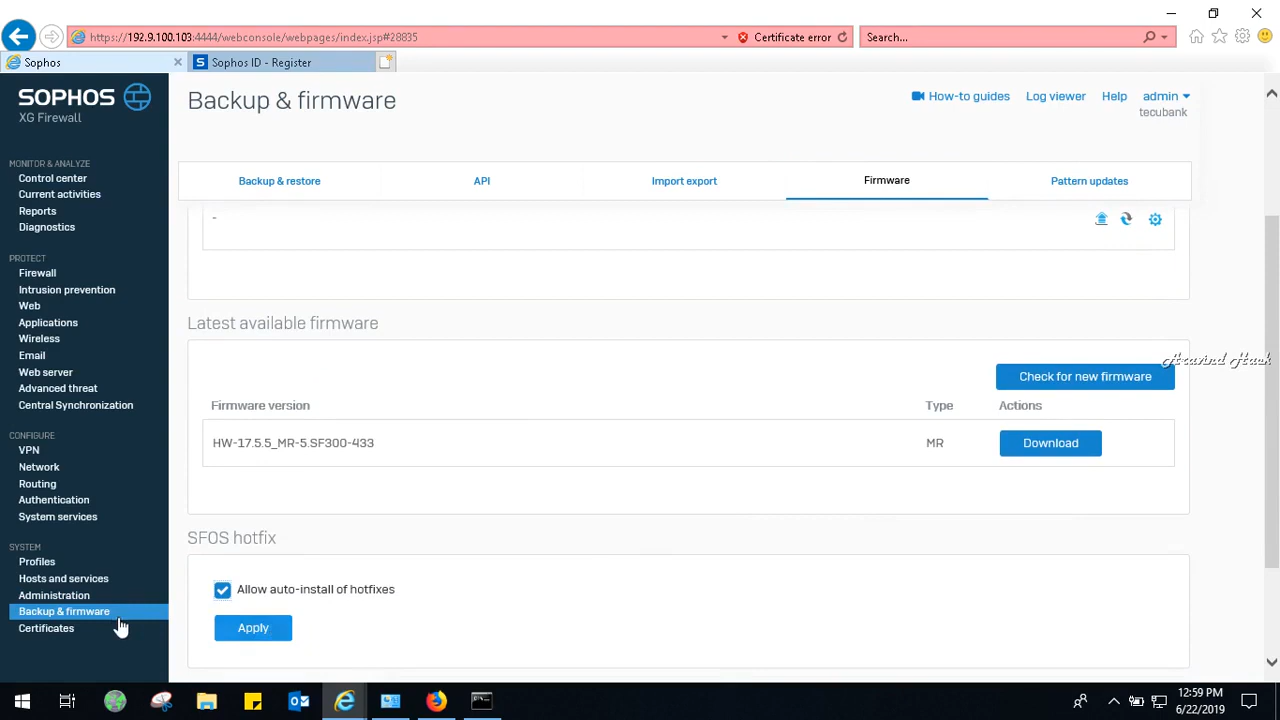 https://192.9.100.103:4444/webconsole/webpages/index.jsp#28835
Certificate error
Search...
Sophos
Sophos ID - Register
SOPHOS
XG Firewall
Backup & firmware
How-to guides
Log viewer
Help
admin
tecubank
MONITOR & ANALYZE
Control center
Current activities
Reports
Diagnostics
PROTECT
Firewall
Intrusion prevention
Web
Applications
Wireless
Email
Web server
Advanced threat
Central Synchronization
CONFIGURE
VPN
Network
Routing
Authentication
System services
SYSTEM
Profiles
Hosts and services
Administration
Backup & firmware
Certificates
Backup & restore
API
Import export
Firmware
Pattern updates
-
Latest available firmware
Aravind Hack
Check for new firmware
Firmware version
Type
Actions
HW-17.5.5_MR-5.SF300-433
MR
Download
SFOS hotfix
Allow auto-install of hotfixes
Apply
12:59 PM
6/22/2019